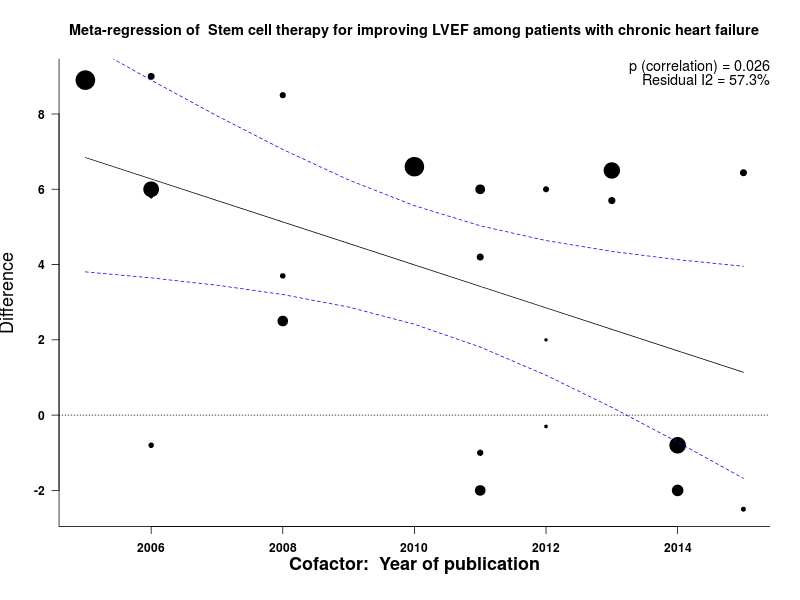 Meta-regression of  Stem cell therapy for improving LVEF among patients with chronic heart failure
p (correlation) = 0.026
Residual I2 = 57.3%
Difference
8
6
4
2
0
-2
2006
2008
2010
2012
2014
Cofactor:  Year of publication